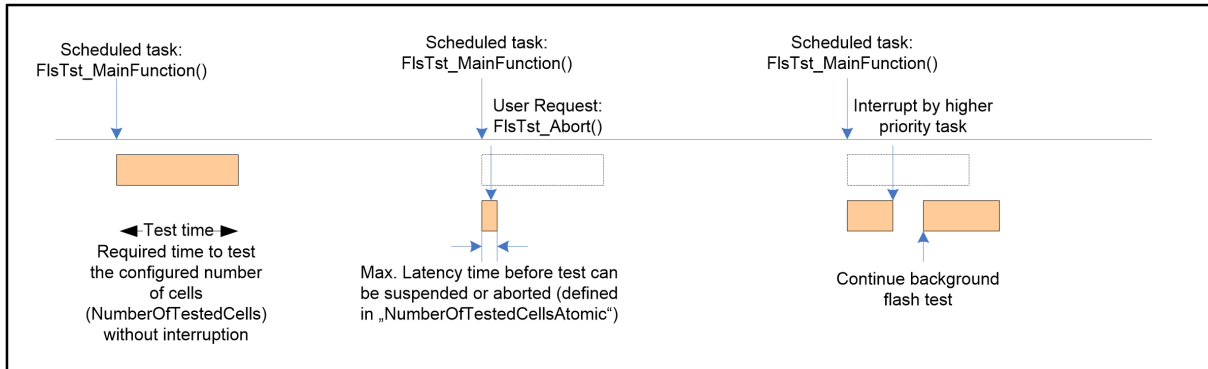 Scheduled task:
FlsTst_MainFunction()
Test time
Required time to test
the configured number
of cells
(NumberOfTestedCells)
without interruption
Scheduled task:
FlsTst_MainFunction()
User Request:
FlsTst_Abort()
Max. Latency time before test can
be suspended or aborted (defined
in „NumberOfTestedCellsAtomic“)
Scheduled task:
FlsTst_MainFunction()
Interrupt by higher
priority task
Continue background
flash test